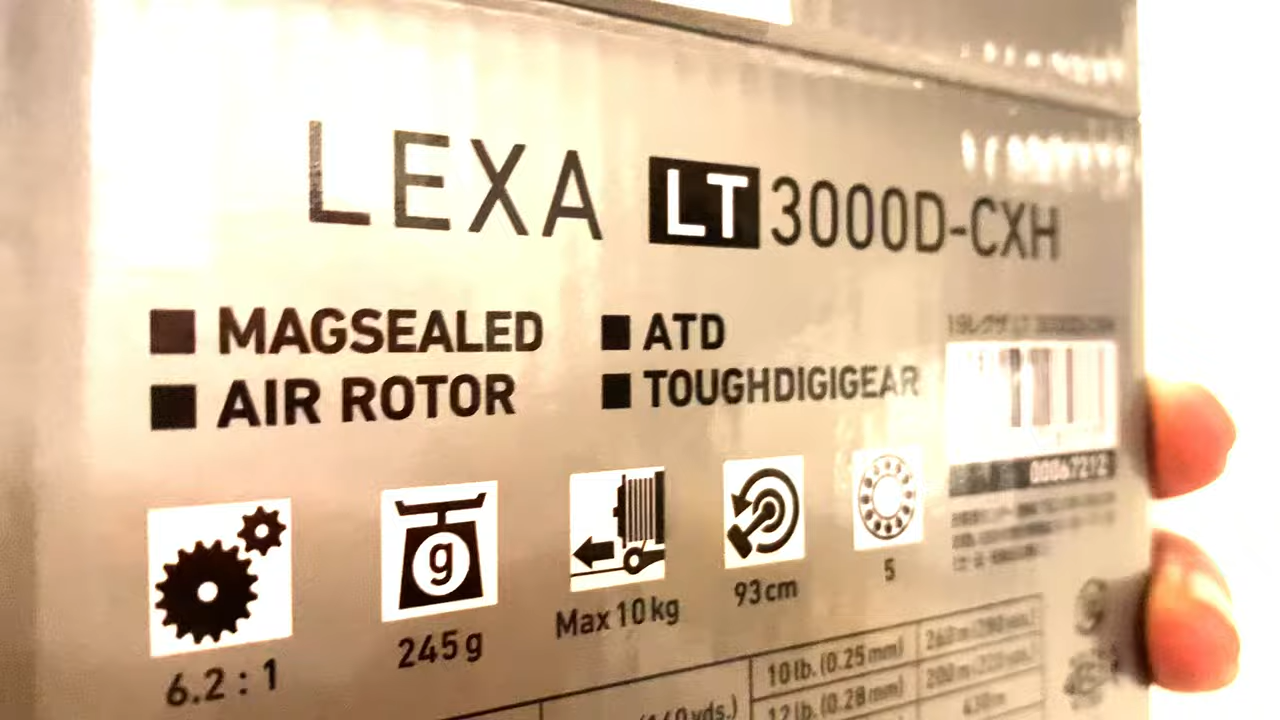 LEXA LT 3000D-CXH
■ MAGSEALED ■ ATD
■ AIR ROTOR ■ TOUGHDIGIGEAR
00067212
g
6.2:1
245g
Max 10kg
93cm
5
10 lb. (0.25 mm)
12 lb. (0.28 mm)